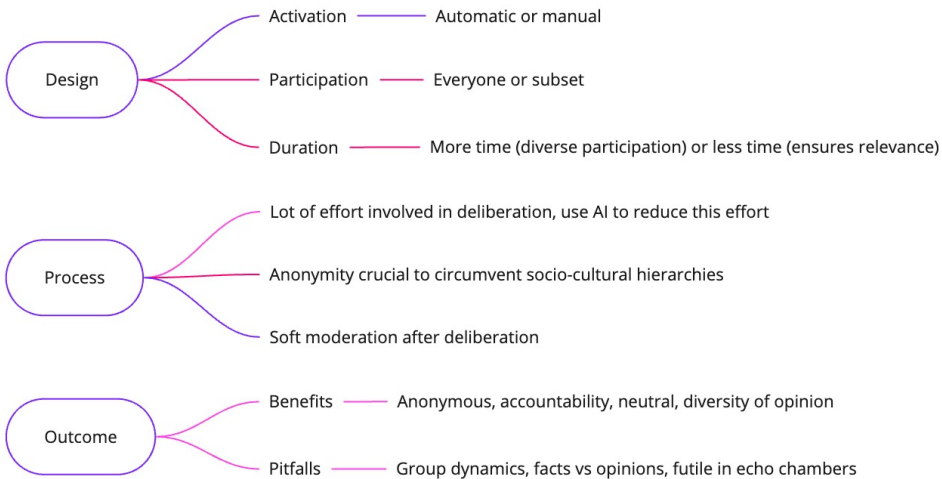 Design
Activation
Automatic or manual
Participation
Everyone or subset
Duration
More time (diverse participation) or less time (ensures relevance)
Process
Lot of effort involved in deliberation, use AI to reduce this effort
Anonymity crucial to circumvent socio-cultural hierarchies
Soft moderation after deliberation
Outcome
Benefits
Anonymous, accountability, neutral, diversity of opinion
Pitfalls
Group dynamics, facts vs opinions, futile in echo chambers